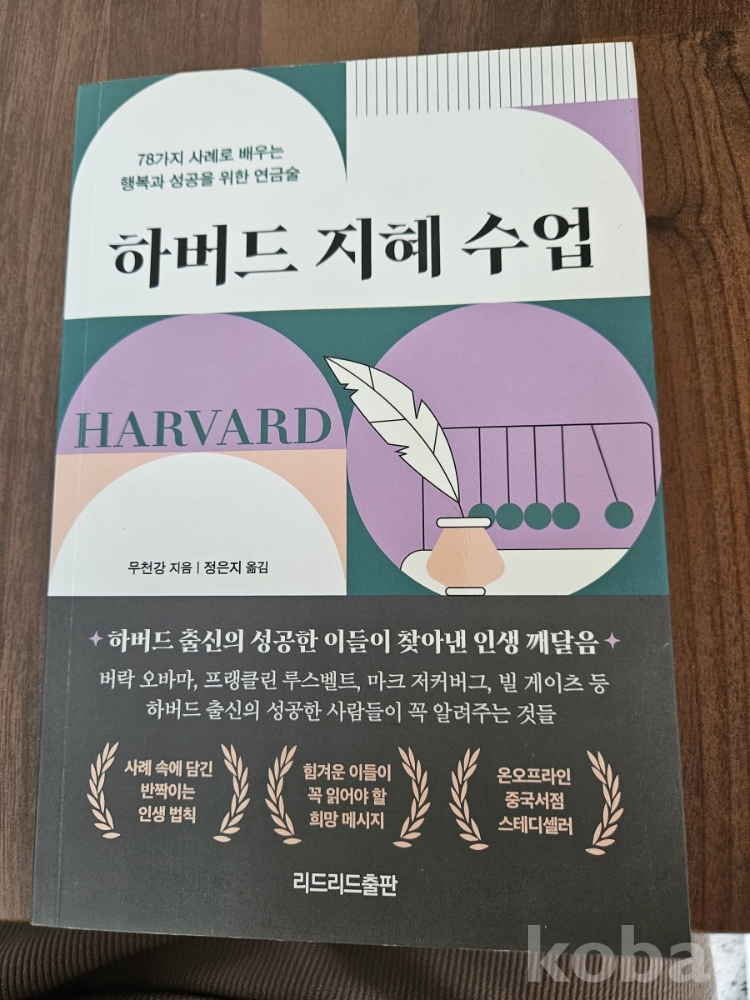 78가지 사례로 배우는
행복과 성공을 위한 연금술
하버드 지혜 수업
HARVARD
무천강 지음 | 정은지 옮김
하버드 출신의 성공한 이들이 찾아낸 인생 깨달음
버락 오바마, 프랭클린 루스벨트, 마크 저커버그, 빌 게이츠 등
하버드 출신의 성공한 사람들이 꼭 알려주는 것들
사례 속에 담긴
반짝이는
인생 법칙
힘겨운 이들이
꼭 읽어야 할
희망 메시지
온오프라인
중국서점
스테디셀러
리드리드출판
koba